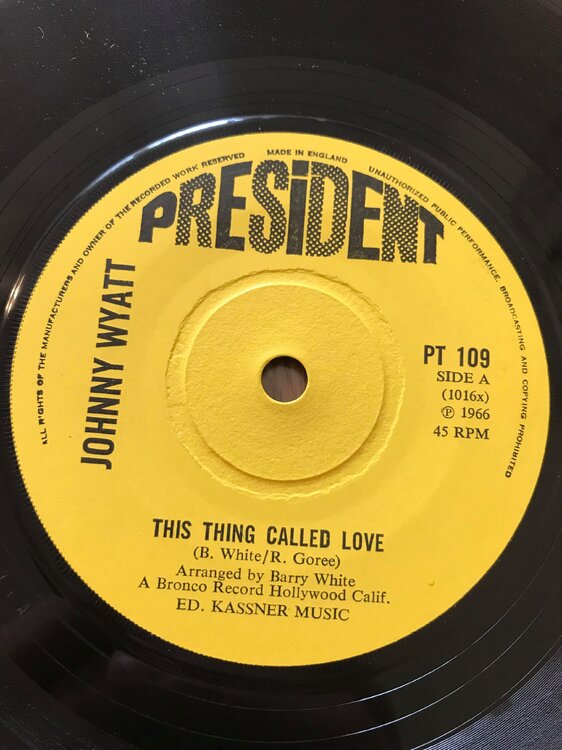 ALL RIGHTS OF THE MANUFACTURERS AND OWNER OF THE RECORDED WORK RESERVED MADE IN ENGLAND UNAUTHORIZED PUBLIC PERFORMANCE, BROADCASTING AND COPYING PROHIBITED
PRESiDENT
JOHNNY WYATT
PT 109
SIDE A
(1016x)
℗ 1966
45 RPM
THIS THING CALLED LOVE
(B. White/R. Goree)
Arranged by Barry White
A Bronco Record Hollywood Calif.
ED. KASSNER MUSIC